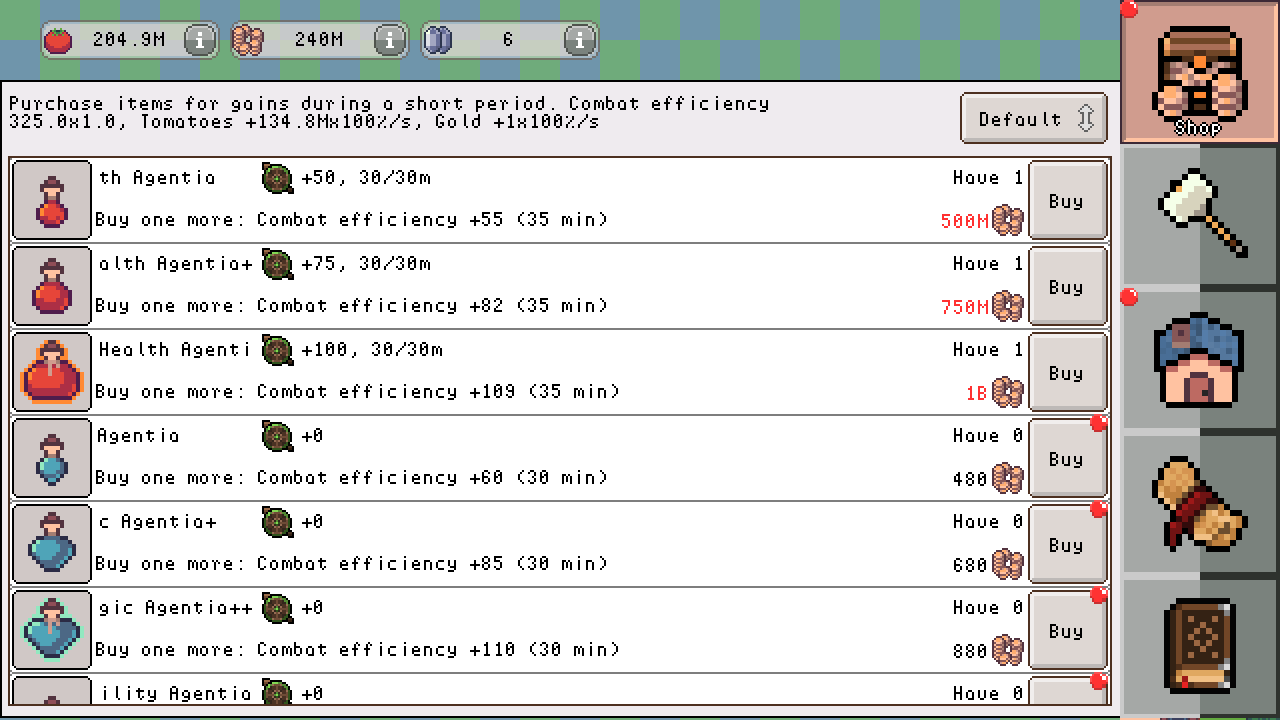 204.9M
240M
6
Purchase items for gains during a short period. Combat efficiency
325.0x1.0, Tomatoes +134.8Mx100%/s, Gold +1x100%/s
Default
Shop
th Agentia +50, 30/30m Have 1
Buy
Buy one more: Combat efficiency +55 (35 min) 500M
alth Agentia+ +75, 30/30m Have 1
Buy
Buy one more: Combat efficiency +82 (35 min) 750M
Health Agenti +100, 30/30m Have 1
Buy
Buy one more: Combat efficiency +109 (35 min) 1B
Agentia +0 Have 0
Buy
Buy one more: Combat efficiency +60 (30 min) 480
c Agentia+ +0 Have 0
Buy
Buy one more: Combat efficiency +85 (30 min) 680
gic Agentia++ +0 Have 0
Buy
Buy one more: Combat efficiency +110 (30 min) 880
ility Agentia +0 Have 0